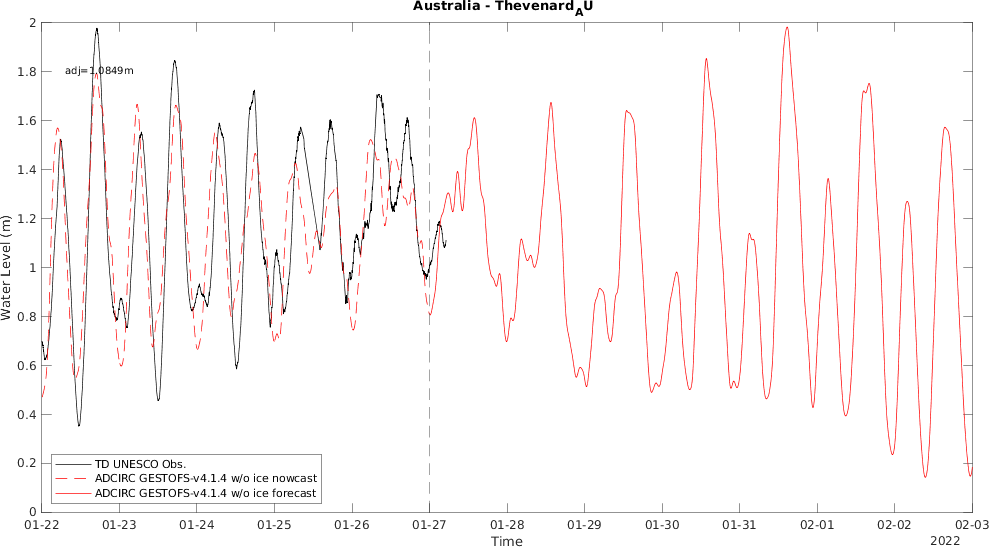 Australia - Thevenard_AU
2
1.8
1.6
1.4
1.2
1
0.8
0.6
0.4
0.2
0
Water Level (m)
adj=1.0849m
TD UNESCO Obs.
ADCIRC GESTOFS-v4.1.4 w/o ice nowcast
ADCIRC GESTOFS-v4.1.4 w/o ice forecast
01-22 01-23 01-24 01-25 01-26 01-27 01-28 01-29 01-30 01-31 02-01 02-02 02-03
Time
2022